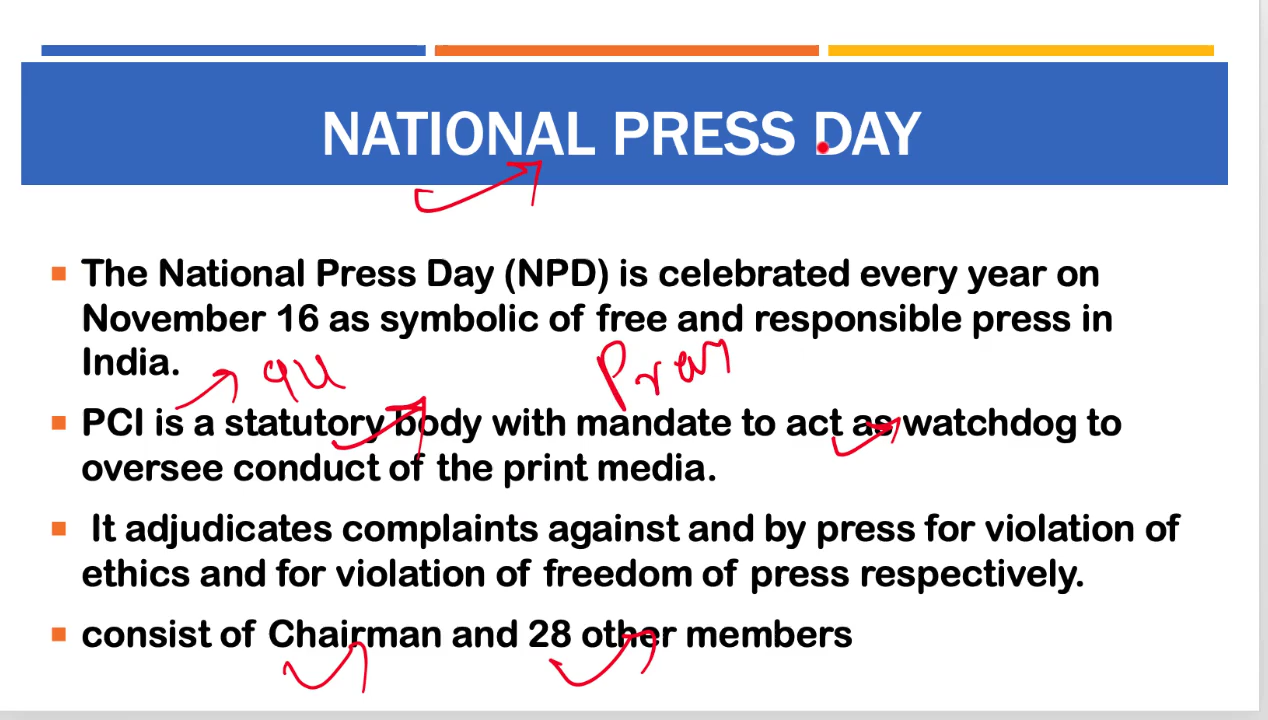 NATIONAL PRESS DAY
The National Press Day (NPD) is celebrated every year on
November 16 as symbolic of free and responsible press in
India.
PCI is a statutory body with mandate to act as watchdog to
oversee conduct of the print media.
It adjudicates complaints against and by press for violation of
ethics and for violation of freedom of press respectively.
consist of Chairman and 28 other members